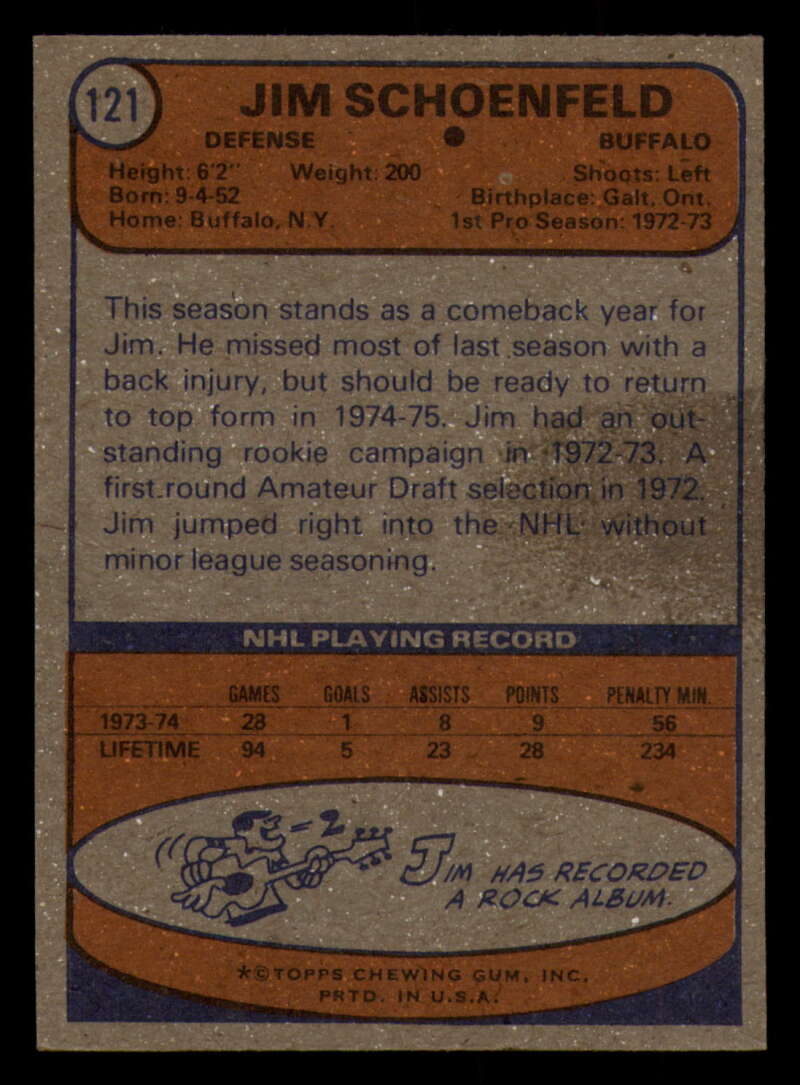 121
JIM SCHOENFELD
DEFENSE ● BUFFALO
Height: 6'2" Weight: 200 Shoots: Left
Born: 9-4-52 Birthplace: Galt, Ont.
Home: Buffalo, N.Y. 1st Pro Season: 1972-73
This season stands as a comeback year for
Jim. He missed most of last season with a
back injury, but should be ready to return
to top form in 1974-75. Jim had an out-
standing rookie campaign in 1972-73. A
first round Amateur Draft selection in 1972,
Jim jumped right into the NHL without
minor league seasoning.
NHL PLAYING RECORD
GAMES GOALS ASSISTS POINTS PENALTY MIN.
1973-74 28 1 8 9 56
LIFETIME 94 5 23 28 234
JIM HAS RECORDED
A ROCK ALBUM.
*©TOPPS CHEWING GUM, INC.
PRTD. IN U.S.A.